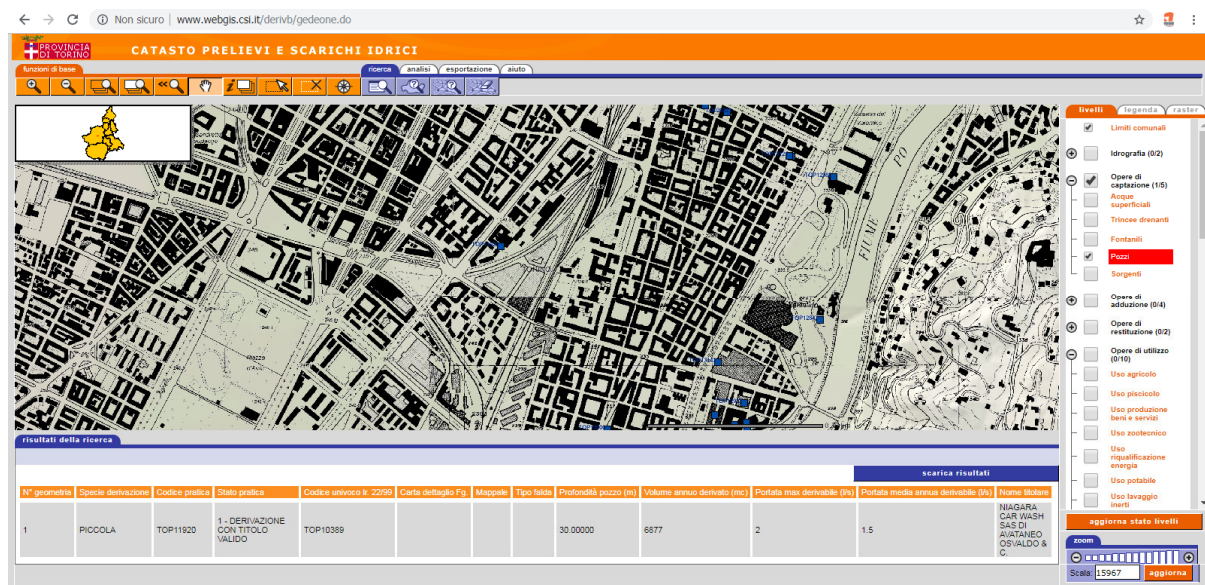 Non sicuro | www.webgis.csi.it/derivb/gedeone.do
PROVINCIA
DI TORINO
CATASTO PRELIEVI E SCARICHI IDRICI
funzioni di base
ricerca
analisi
esportazione
aiuto
livelli
legenda
raster
Limiti comunali
Idrografia (0/2)
Opere di
captazione (1/5)
Acque
superficiali
Trincee drenanti
Fontanili
Pozzi
Sorgenti
Opere di
adduzione (0/4)
Opere di
restituzione (0/2)
Opere di utilizzo
(0/10)
Uso agricolo
Uso piscicolo
Uso produzione
beni e servizi
Uso zootecnico
Uso
riqualificazione
energia
Uso potabile
Uso lavaggio
inerti
aggiorna stato livelli
zoom
Scala: 15967 aggiorna
FIUME
PO
risultati della ricerca
scarica risultati
N° geometria Specie derivazione Codice pratica Stato pratica Codice univoco lr. 22/99 Carta dettaglio Fg. Mappale Tipo falda Profondità pozzo (m) Volume annuo derivato (mc) Portata max derivabile (l/s) Portata media annua derivabile (l/s) Nome titolare
1 PICCOLA TOP11920 1 - DERIVAZIONE CON TITOLO VALIDO TOP10389 30.00000 6877 2 1.5 NIAGARA CAR WASH SAS DI AVATANEO OSVALDO & C.